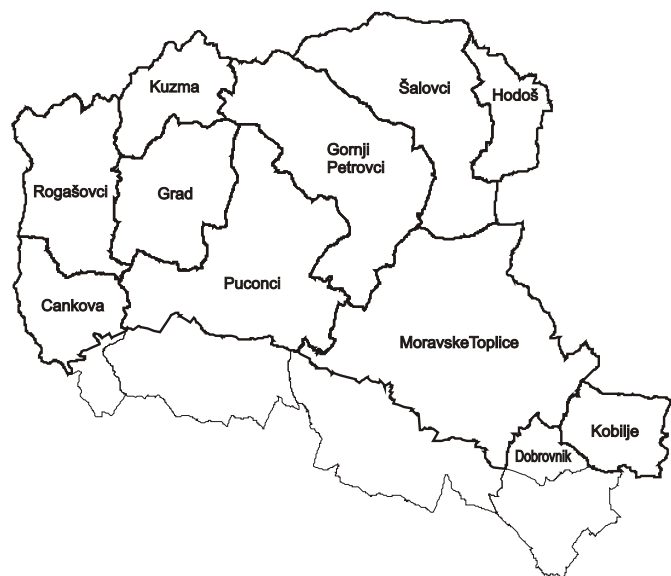 Kuzma
Šalovci
Hodoš
Gornji
Petrovci
Rogašovci
Grad
Puconci
Cankova
MoravskeToplice
Kobilje
Dobrovnik